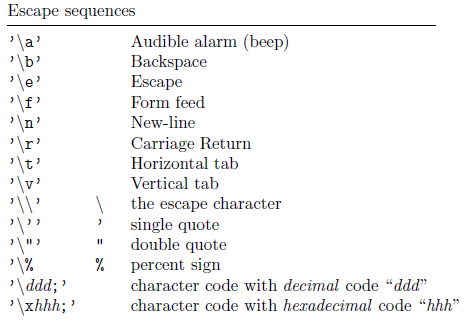 Escape sequences
'\a' Audible alarm (beep)
'\b' Backspace
'\e' Escape
'\f' Form feed
'\n' New-line
'\r' Carriage Return
'\t' Horizontal tab
'\v' Vertical tab
'\\' \ the escape character
'\'' ' single quote
'\"' " double quote
'\% % percent sign
'\ddd;' character code with decimal code “ddd”
'\xhhh;' character code with hexadecimal code “hhh”